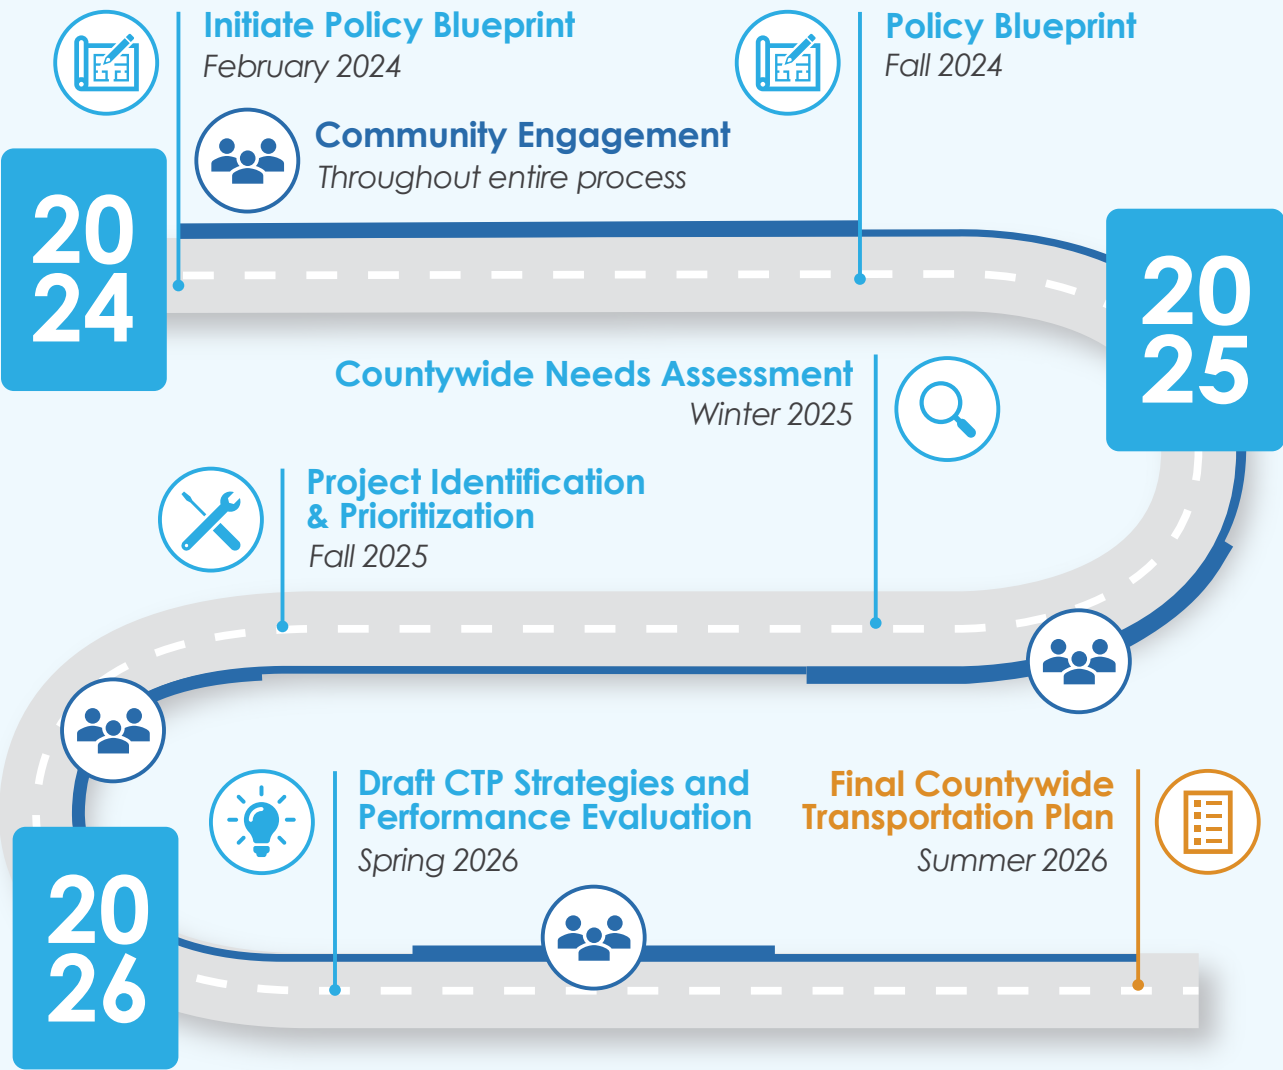 Initiate Policy Blueprint
February 2024
Policy Blueprint
Fall 2024
Community Engagement
Throughout entire process
20
24
20
25
Countywide Needs Assessment
Winter 2025
Project Identification
& Prioritization
Fall 2025
Draft CTP Strategies and
Performance Evaluation
Spring 2026
Final Countywide
Transportation Plan
Summer 2026
20
26